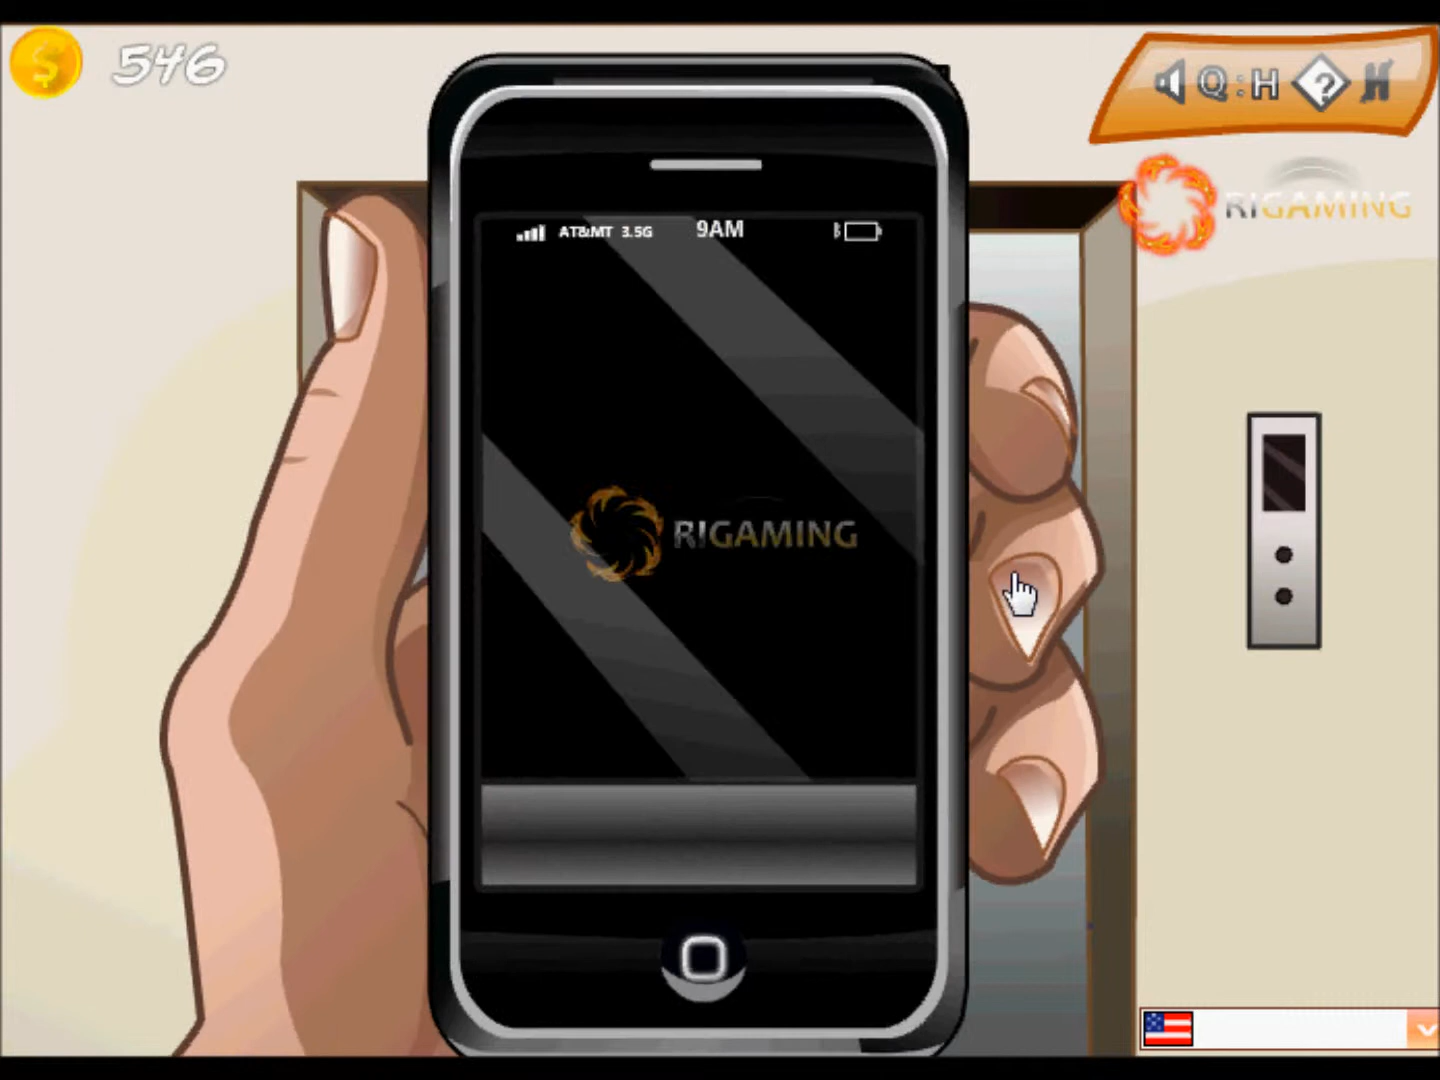 546
Q:H ?
RIGAMING
AT&MT 3.5G 9AM
RIGAMING